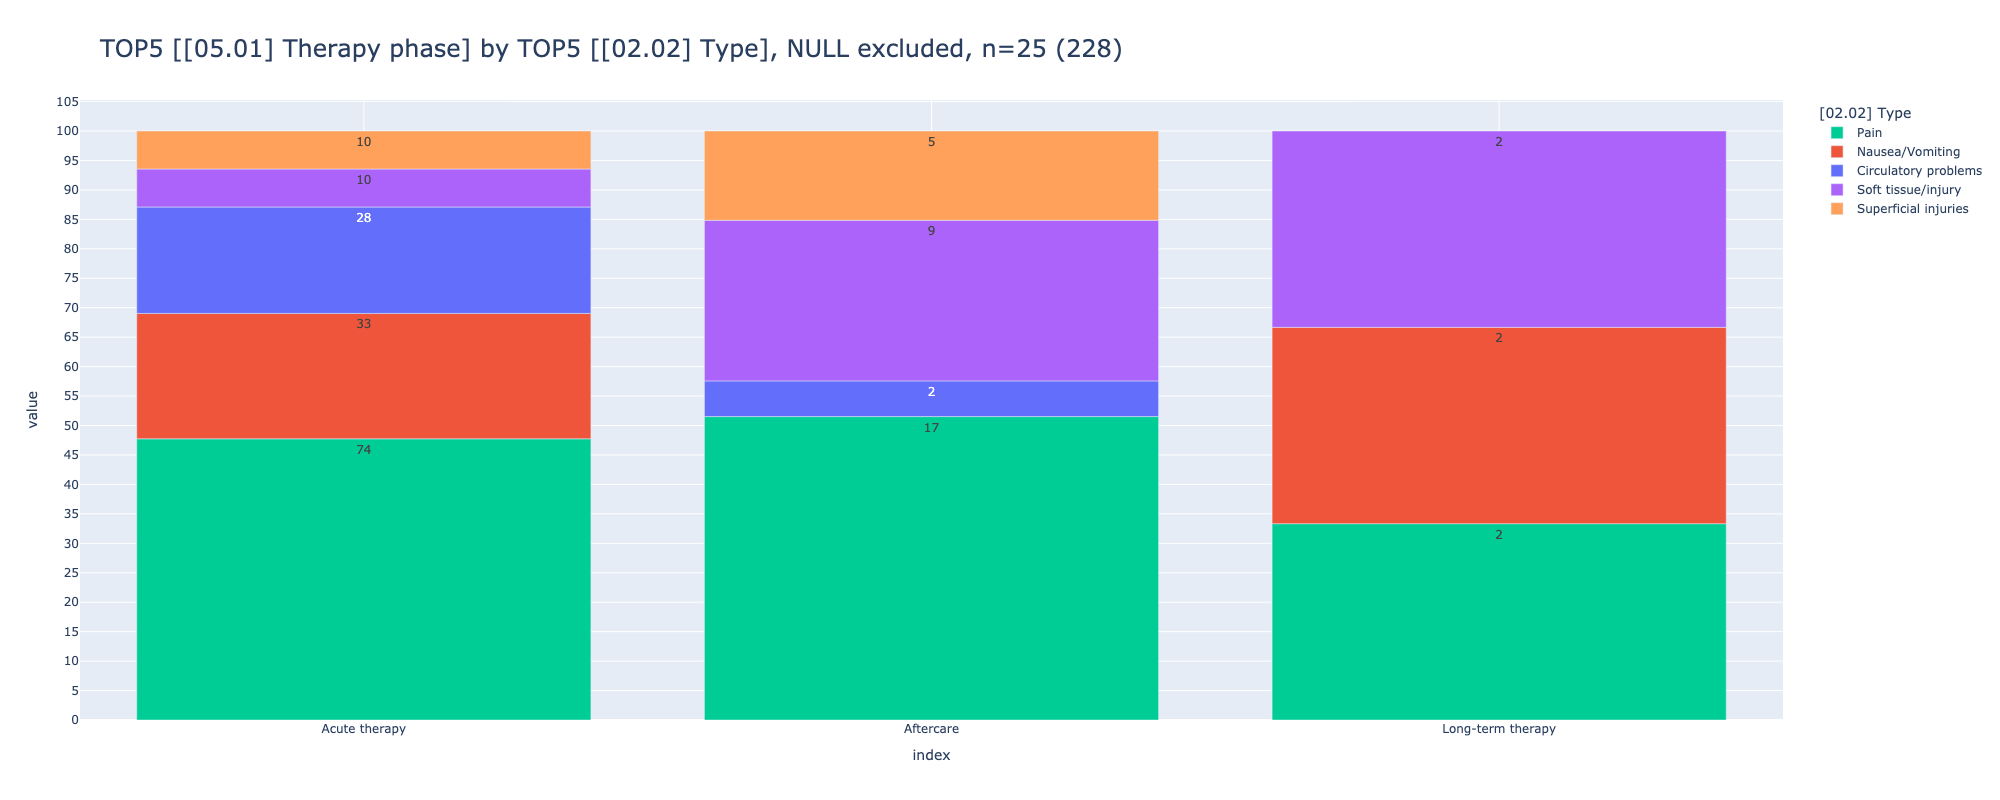 TOP5 [[05.01] Therapy phase] by TOP5 [[02.02] Type], NULL excluded, n=25 (228)
105
100
95
90
85
80
75
70
65
60
55
50
45
40
35
30
25
20
15
10
5
0
value
10
10
28
33
74
5
9
2
17
2
2
2
Acute therapy
Aftercare
Long-term therapy
index
[02.02] Type
Pain
Nausea/Vomiting
Circulatory problems
Soft tissue/injury
Superficial injuries